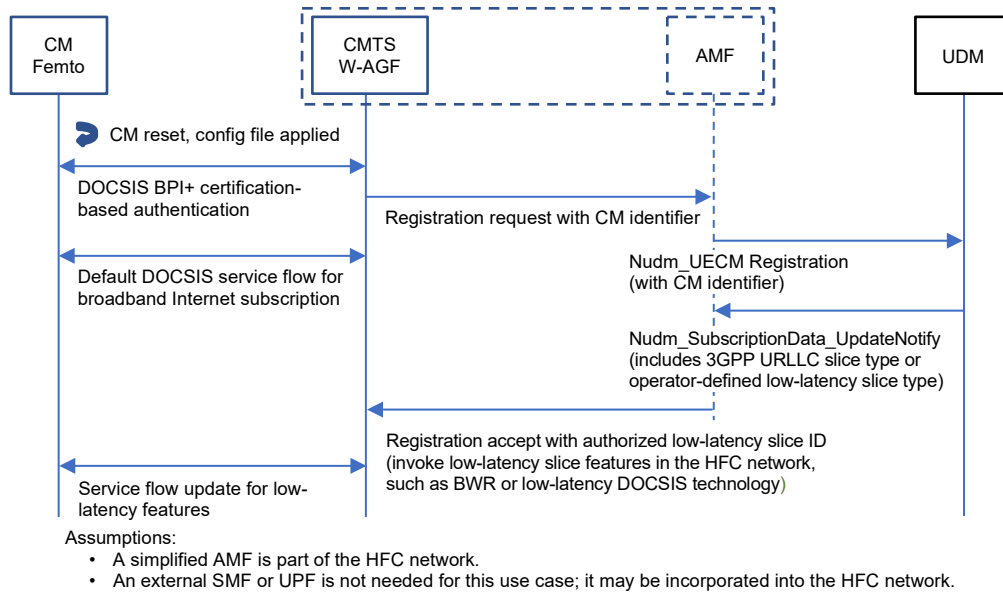 CM
Femto
CMTS
W-AGF
AMF
UDM
CM reset, config file applied
DOCSIS BPI+ certification-
based authentication
Registration request with CM identifier
Default DOCSIS service flow for
broadband Internet subscription
Nudm_UECM Registration
(with CM identifier)
Nudm_SubscriptionData_UpdateNotify
(includes 3GPP URLLC slice type or
operator-defined low-latency slice type)
Registration accept with authorized low-latency slice ID
(invoke low-latency slice features in the HFC network,
such as BWR or low-latency DOCSIS technology)
Service flow update for low-
latency features
Assumptions:
• A simplified AMF is part of the HFC network.
• An external SMF or UPF is not needed for this use case; it may be incorporated into the HFC network.